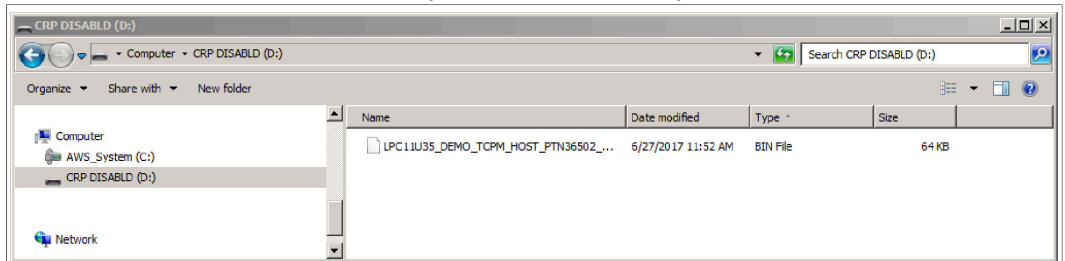 CRP DISABLD (D:)
Computer CRP DISABLD (D:) Search CRP DISABLD (D:)
Organize Share with New folder
Name Date modified Type Size
Computer
LPC11U35_DEMO_TCPM_HOST_PTN36502_... 6/27/2017 11:52 AM BIN File 64 KB
AWS_System (C:)
CRP DISABLD (D:)
Network